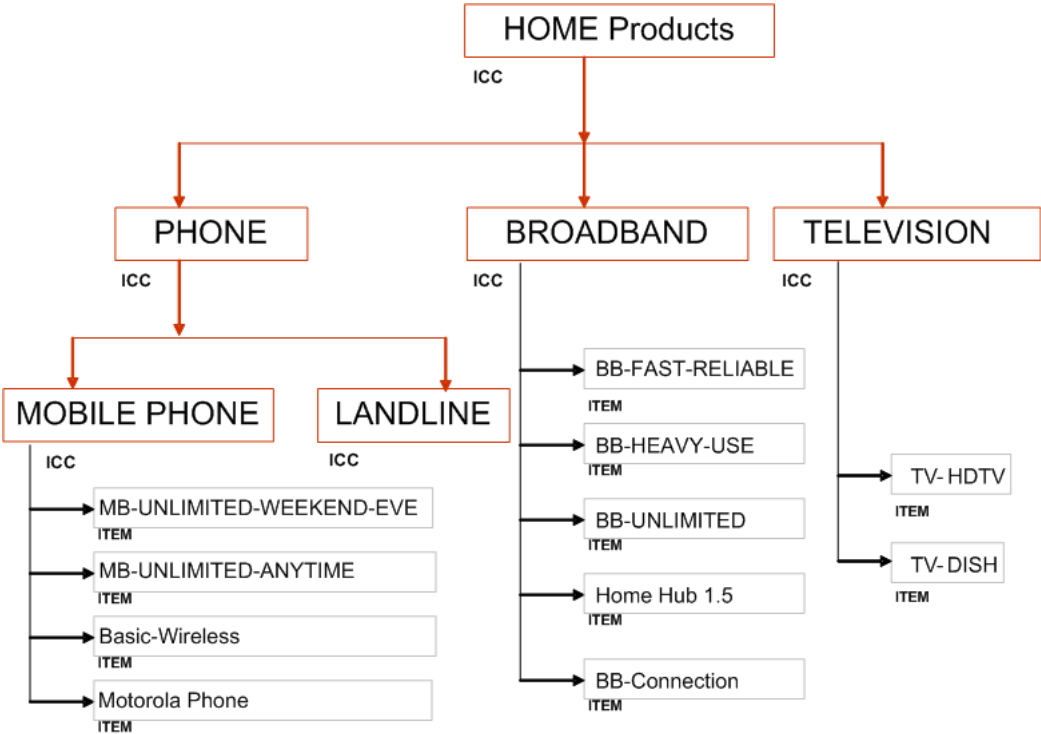 HOME Products
ICC
PHONE
ICC
BROADBAND
ICC
TELEVISION
ICC
MOBILE PHONE
ICC
LANDLINE
ICC
MB-UNLIMITED-WEEKEND-EVE
ITEM
MB-UNLIMITED-ANYTIME
ITEM
Basic-Wireless
ITEM
Motorola Phone
ITEM
BB-FAST-RELIABLE
ITEM
BB-HEAVY-USE
ITEM
BB-UNLIMITED
ITEM
Home Hub 1.5
ITEM
BB-Connection
ITEM
TV-HDTV
ITEM
TV-DISH
ITEM